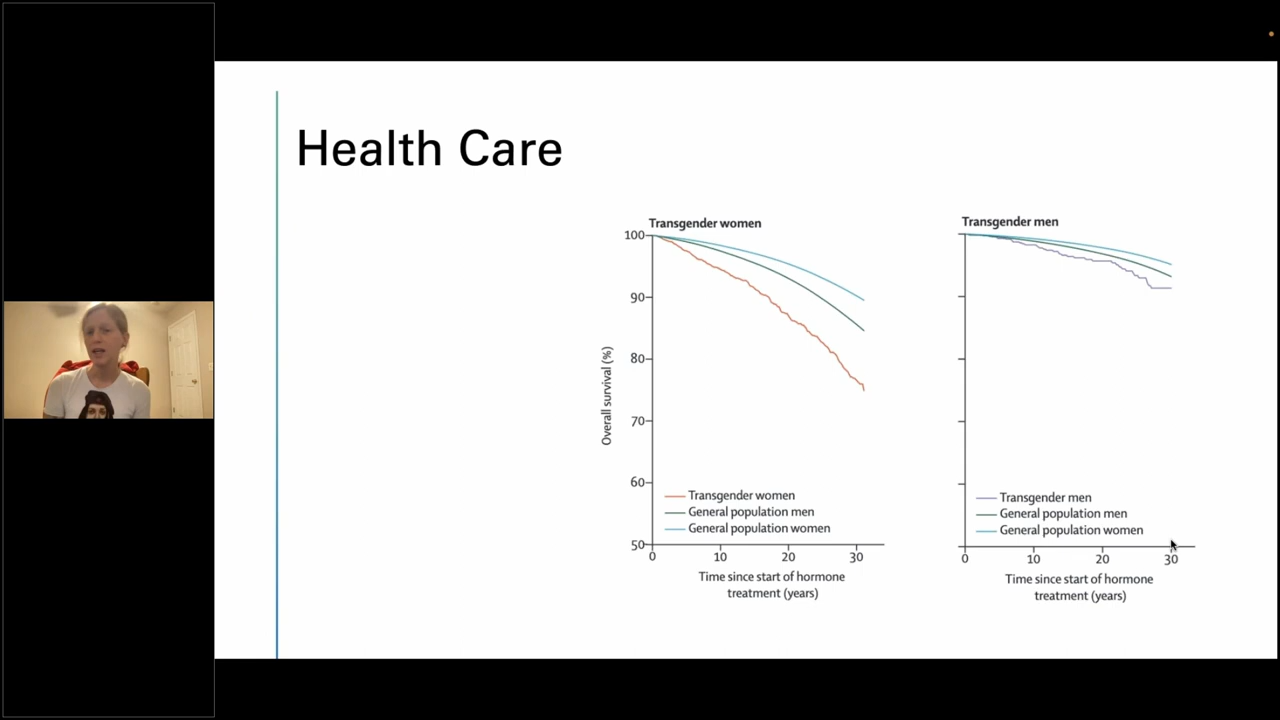 Health Care
Transgender women
100
90
80
70
60
50
Overall survival (%)
Transgender women
General population men
General population women
0 10 20 30
Time since start of hormone
treatment (years)
Transgender men
Transgender men
General population men
General population women
0 10 20 30
Time since start of hormone
treatment (years)